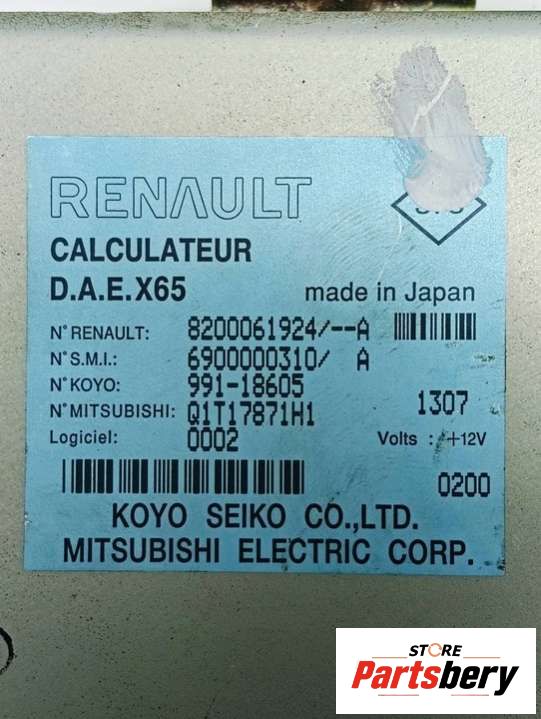 RENAULT
CALCULATEUR
D.A.E.X65
made in Japan
N° RENAULT: 8200061924/--A
N° S.M.I.: 6900000310/ A
N° KOYO: 991-18605
N° MITSUBISHI: Q1T17871H1
1307
Logiciel: 0002
Volts : +12V
0200
KOYO SEIKO CO.,LTD.
MITSUBISHI ELECTRIC CORP.
STORE
Partsbery